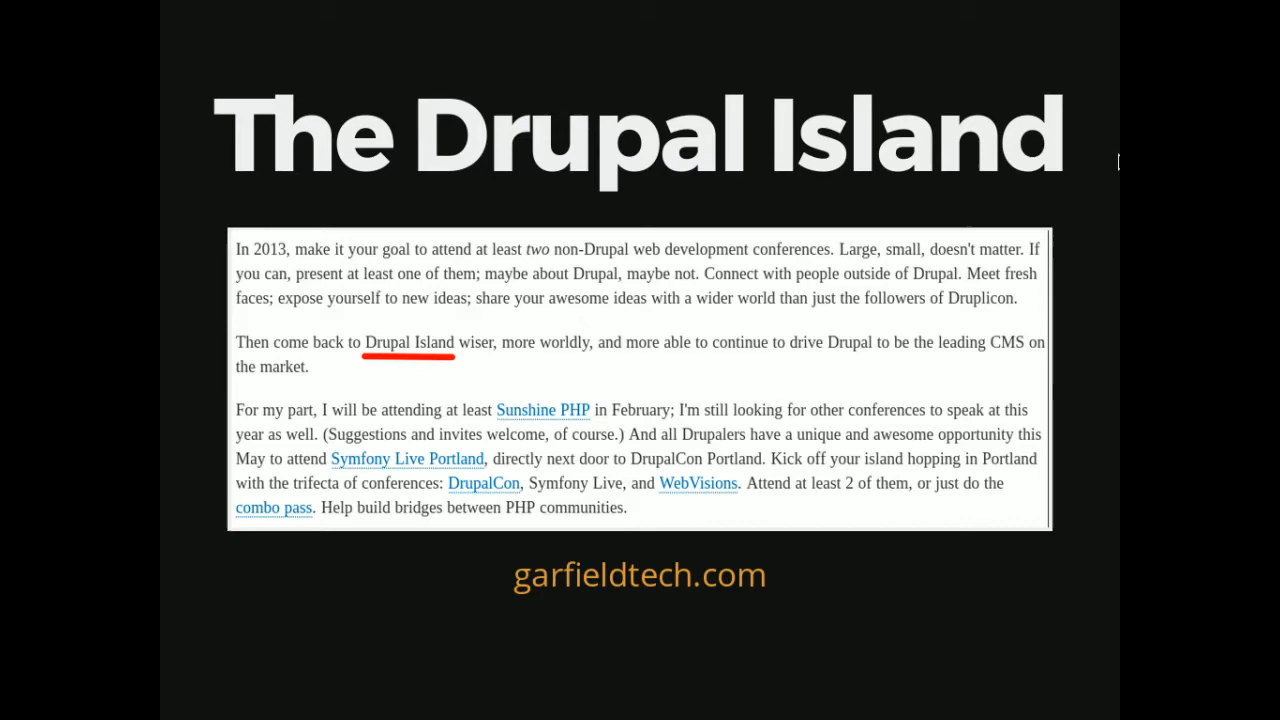 The Drupal Island
In 2013, make it your goal to attend at least two non-Drupal web development conferences. Large, small, doesn't matter. If
you can, present at least one of them; maybe about Drupal, maybe not. Connect with people outside of Drupal. Meet fresh
faces; expose yourself to new ideas; share your awesome ideas with a wider world than just the followers of Druplicon.
Then come back to Drupal Island wiser, more worldly, and more able to continue to drive Drupal to be the leading CMS on
the market.
For my part, I will be attending at least Sunshine PHP in February; I'm still looking for other conferences to speak at this
year as well. (Suggestions and invites welcome, of course.) And all Drupalers have a unique and awesome opportunity this
May to attend Symfony Live Portland, directly next door to DrupalCon Portland. Kick off your island hopping in Portland
with the trifecta of conferences: DrupalCon, Symfony Live, and WebVisions. Attend at least 2 of them, or just do the
combo pass. Help build bridges between PHP communities.
garfieldtech.com